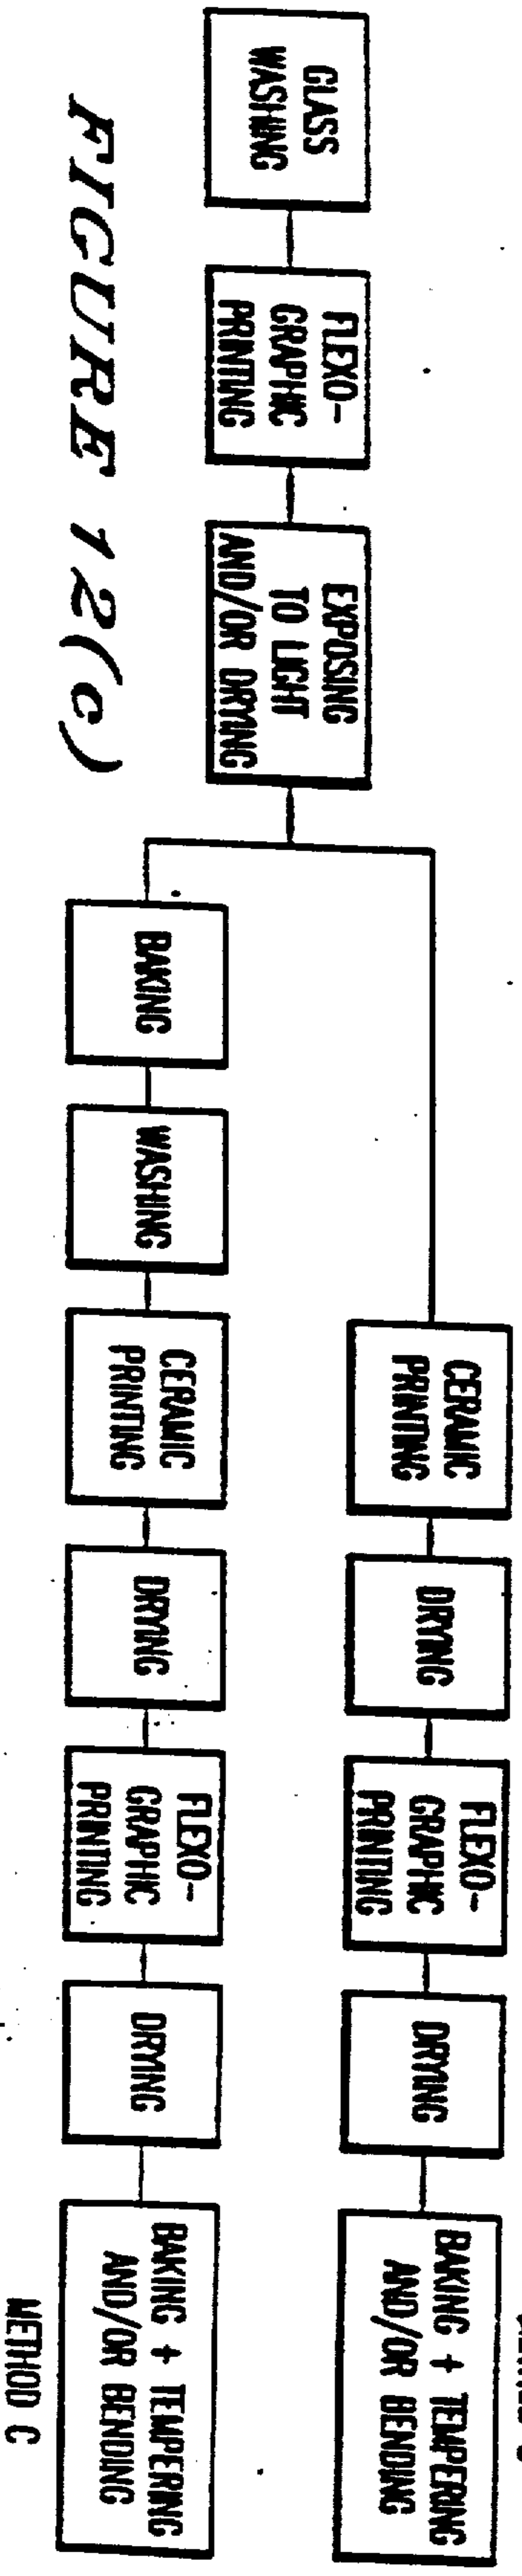 GLASS
WASHING
FLEXO-
GRAPHIC
PRINTING
EXPOSING
TO LIGHT
AND/OR DRYING
CERAMIC
PRINTING
DRYING
FLEXO-
GRAPHIC
PRINTING
DRYING
BAKING + TEMPERING
AND/OR BENDING
BAKING
WASHING
CERAMIC
PRINTING
DRYING
FLEXO-
GRAPHIC
PRINTING
DRYING
BAKING + TEMPERING
AND/OR BENDING
METHOD C
FIGURE 12(c)